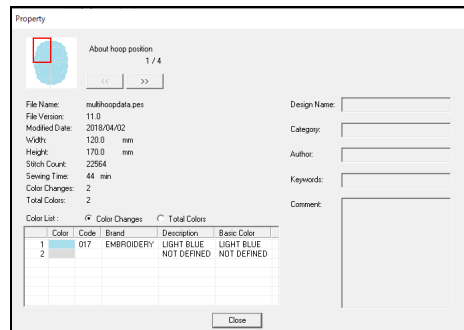 Property
About hoop position
1 / 4
<< >>
File Name: multihoopdata.pes
File Version: 11.0
Modified Date: 2018/04/02
Width: 120.0 mm
Height: 170.0 mm
Stitch Count: 22564
Sewing Time: 44 min
Color Changes: 2
Total Colors: 2
Color List : Color Changes Total Colors
Color Code Brand Description Basic Color
1 017 EMBROIDERY LIGHT BLUE LIGHT BLUE
2 NOT DEFINED NOT DEFINED
Design Name:
Category:
Author:
Keywords:
Comment:
Close